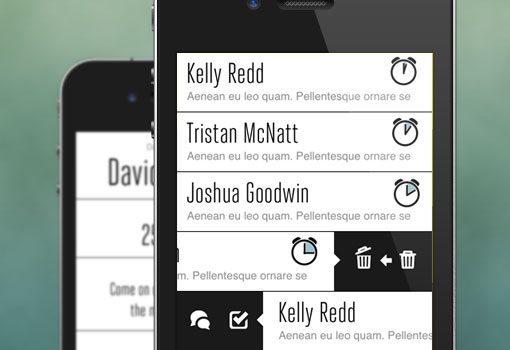 Kelly Redd
Aenean eu leo quam. Pellentesque ornare se
Tristan McNatt
Aenean eu leo quam. Pellentesque ornare se
Joshua Goodwin
Aenean eu leo quam. Pellentesque ornare se
m. Pellentesque ornare se
Kelly Redd
Aenean eu leo quam. Pellentes
David
25
Come on
the m